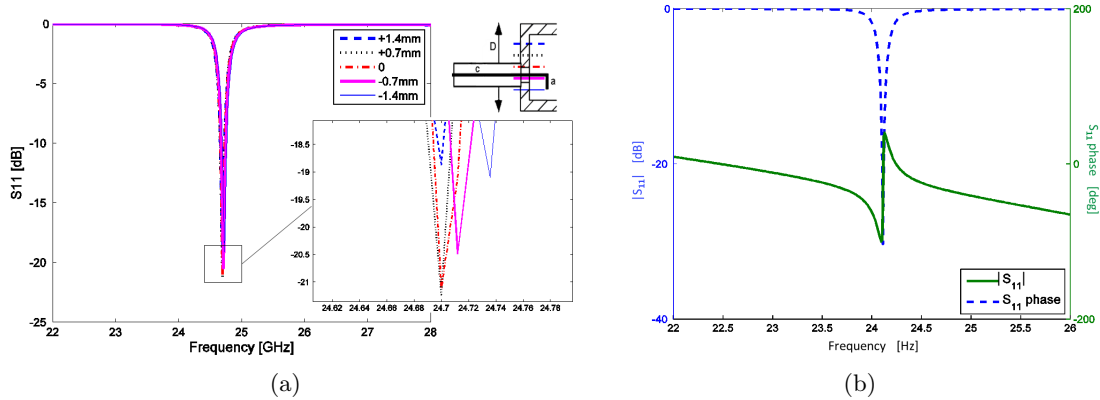 0
-5
-10
-15
-20
-25
S11 [dB]
22
23
24
25
26
27
28
Frequency [GHz]
+1.4mm
+0.7mm
0
-0.7mm
-1.4mm
D
c
a
-18.5
-19
-19.5
-20
-20.5
-21
24.62
24.64
24.66
24.68
24.7
24.72
24.74
24.76
24.78
(a)
0
-20
-40
|S11| [dB]
200
0
-200
S11 phase
[deg]
|S11|
S11 phase
22
22.5
23
23.5
24
24.5
25
25.5
26
Frequency [Hz]
(b)